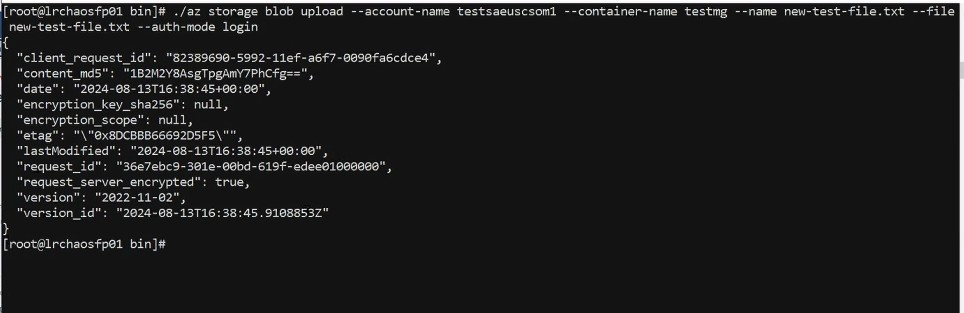 [root@lrchaosfp01 bin]# ./az storage blob upload --account-name testsaeuscsom1 --container-name testmg --name new-test-file.txt --file
new-test-file.txt --auth-mode login
{
  "client_request_id": "82389690-5992-11ef-a6f7-0090fa6cdce4",
  "content_md5": "1B2M2Y8AsgTpgAmY7PhCfg==",
  "date": "2024-08-13T16:38:45+00:00",
  "encryption_key_sha256": null,
  "encryption_scope": null,
  "etag": "\"0x8DCBBB66692D5F5\"",
  "lastModified": "2024-08-13T16:38:45+00:00",
  "request_id": "36e7ebc9-301e-00bd-619f-edee01000000",
  "request_server_encrypted": true,
  "version": "2022-11-02",
  "version_id": "2024-08-13T16:38:45.9108853Z"
}
[root@lrchaosfp01 bin]#